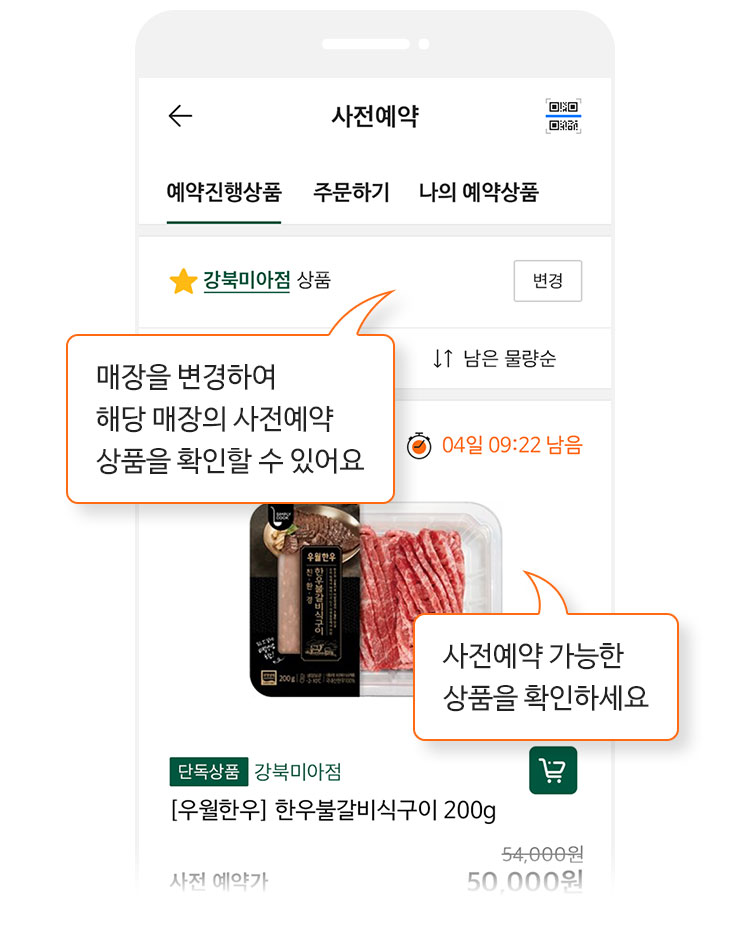 사전예약
예약진행상품 주문하기 나의 예약상품
강북미아점 상품 변경
매장을 변경하여
해당 매장의 사전예약
상품을 확인할 수 있어요
남은 물량순
04일 09:22 남음
SIMPLY
COOK
우월한우
친·환·경
한우불갈비식구이
200g
사전예약 가능한
상품을 확인하세요
단독상품 강북미아점
[우월한우] 한우불갈비식구이 200g
54,000원
사전 예약가 50,000원